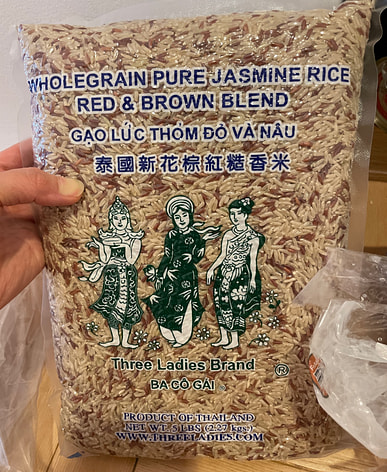 WHOLEGRAIN PURE JASMINE RICE
RED & BROWN BLEND
GẠO LỨC THƠM ĐỎ VÀ NÂU
泰國新花棕紅糙香米
Three Ladies Brand ®
BA CÔ GÁI
PRODUCT OF THAILAND
NET WT. 5 LBS (2.27 KGS)
WWW.THREELADIES.COM